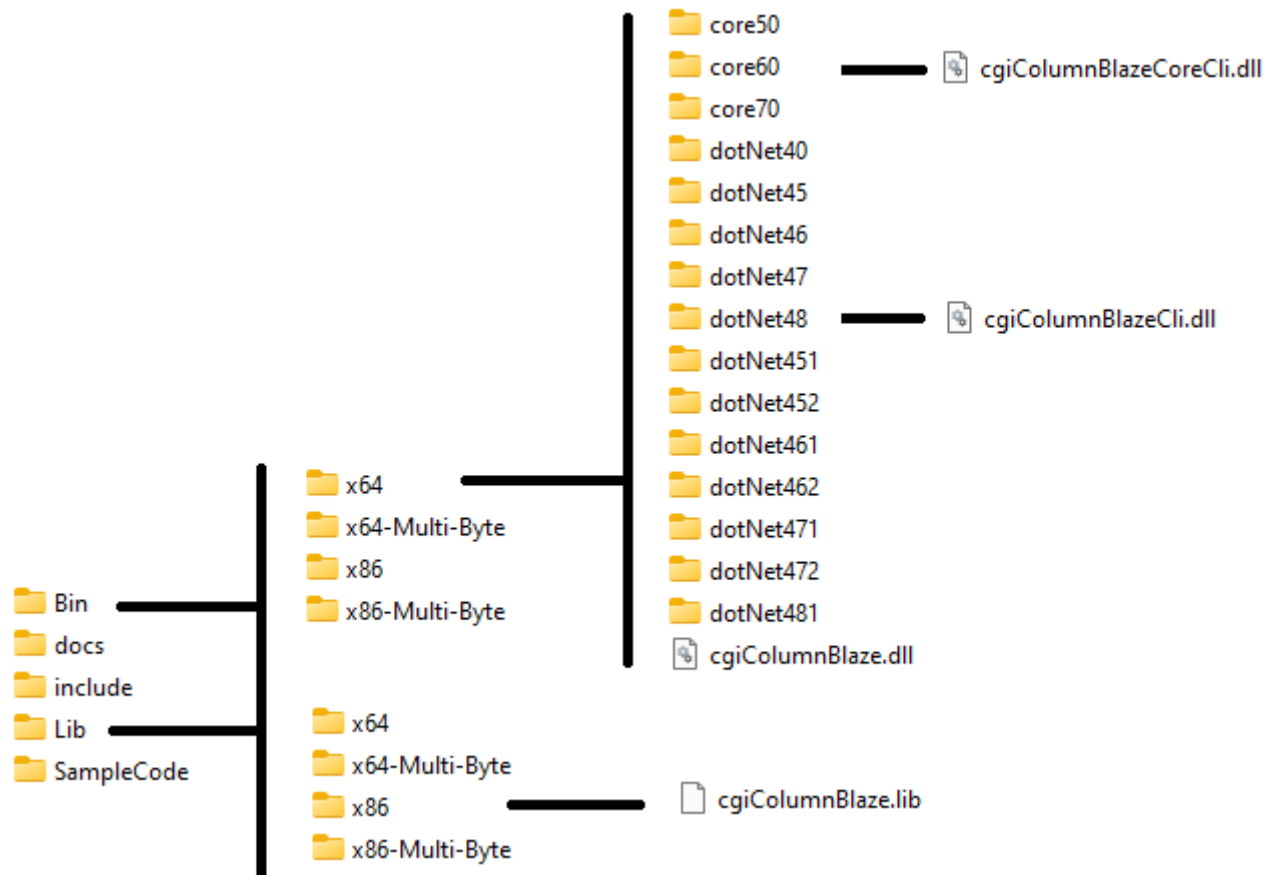 Bin
docs
include
Lib
SampleCode
x64
x64-Multi-Byte
x86
x86-Multi-Byte
x64
x64-Multi-Byte
x86
x86-Multi-Byte
core50
core60
core70
dotNet40
dotNet45
dotNet46
dotNet47
dotNet48
dotNet451
dotNet452
dotNet461
dotNet462
dotNet471
dotNet472
dotNet481
cgiColumnBlaze.dll
cgiColumnBlaze.lib
cgiColumnBlazeCoreCli.dll
cgiColumnBlazeCli.dll